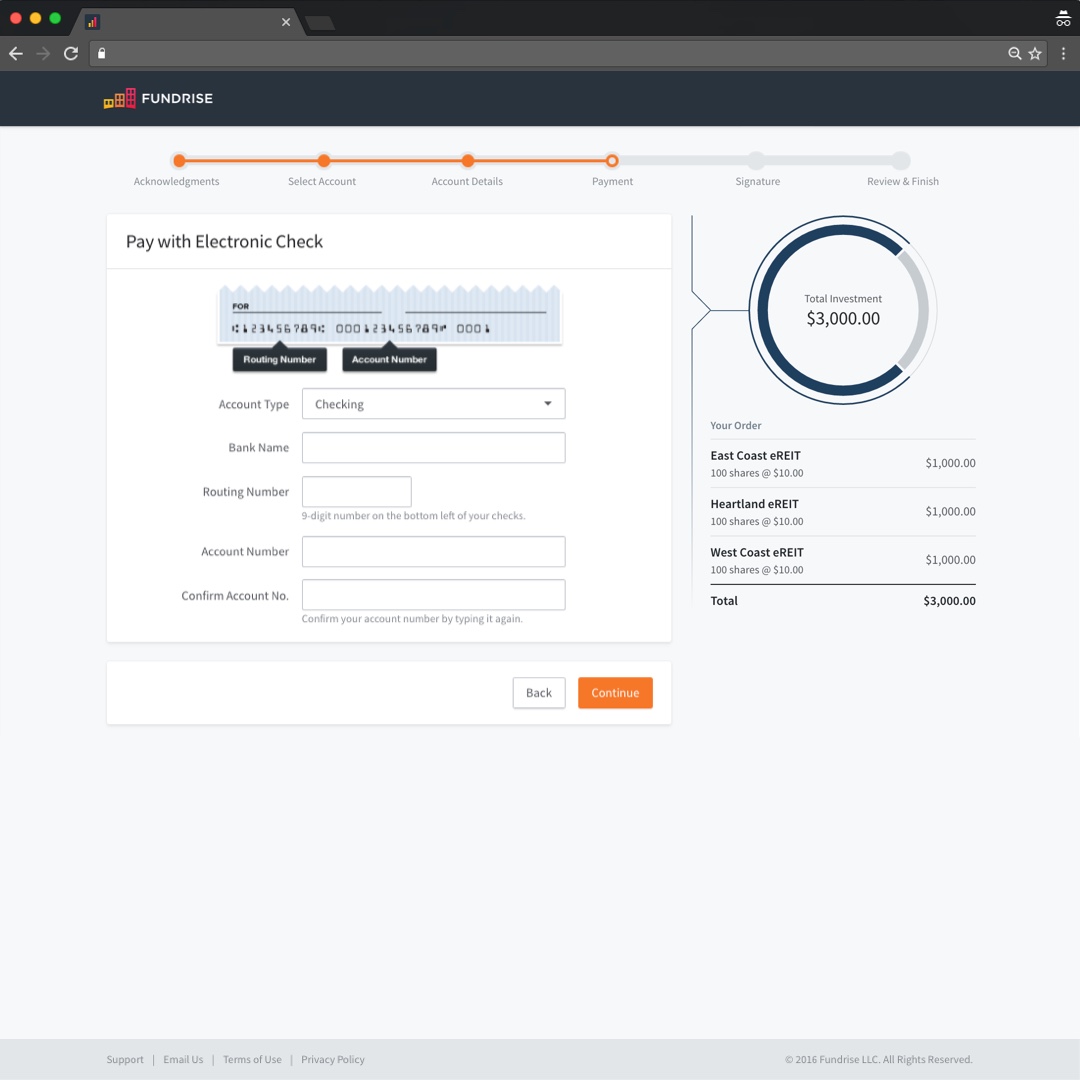 FUNDRISE
Acknowledgments
Select Account
Account Details
Payment
Signature
Review & Finish
Pay with Electronic Check
FOR
⑆123456789⑆ 000123456789⑈ 0001
Routing Number
Account Number
Account Type
Checking
Bank Name
Routing Number
9-digit number on the bottom left of your checks.
Account Number
Confirm Account No.
Confirm your account number by typing it again.
Back
Continue
Total Investment
$3,000.00
Your Order
East Coast eREIT
$1,000.00
100 shares @ $10.00
Heartland eREIT
$1,000.00
100 shares @ $10.00
West Coast eREIT
$1,000.00
100 shares @ $10.00
Total
$3,000.00
Support | Email Us | Terms of Use | Privacy Policy
© 2016 Fundrise LLC. All Rights Reserved.